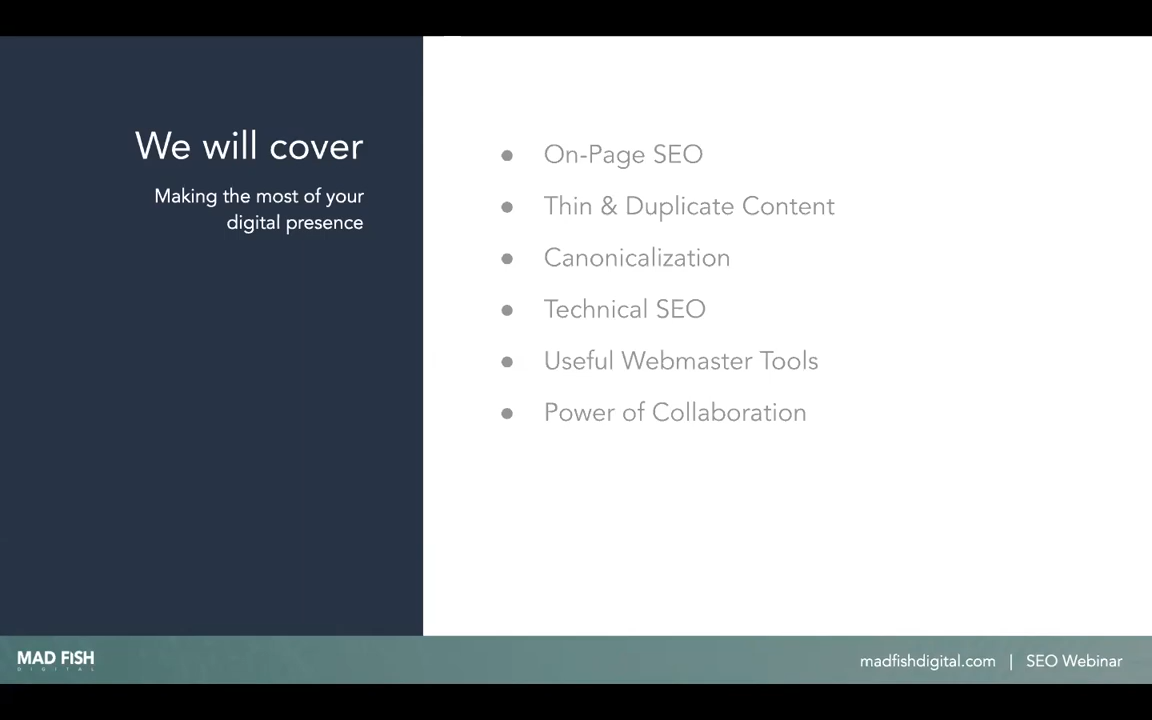 We will cover
Making the most of your
digital presence
● On-Page SEO
● Thin & Duplicate Content
● Canonicalization
● Technical SEO
● Useful Webmaster Tools
● Power of Collaboration
MAD FISH
DIGITAL
madfishdigital.com | SEO Webinar